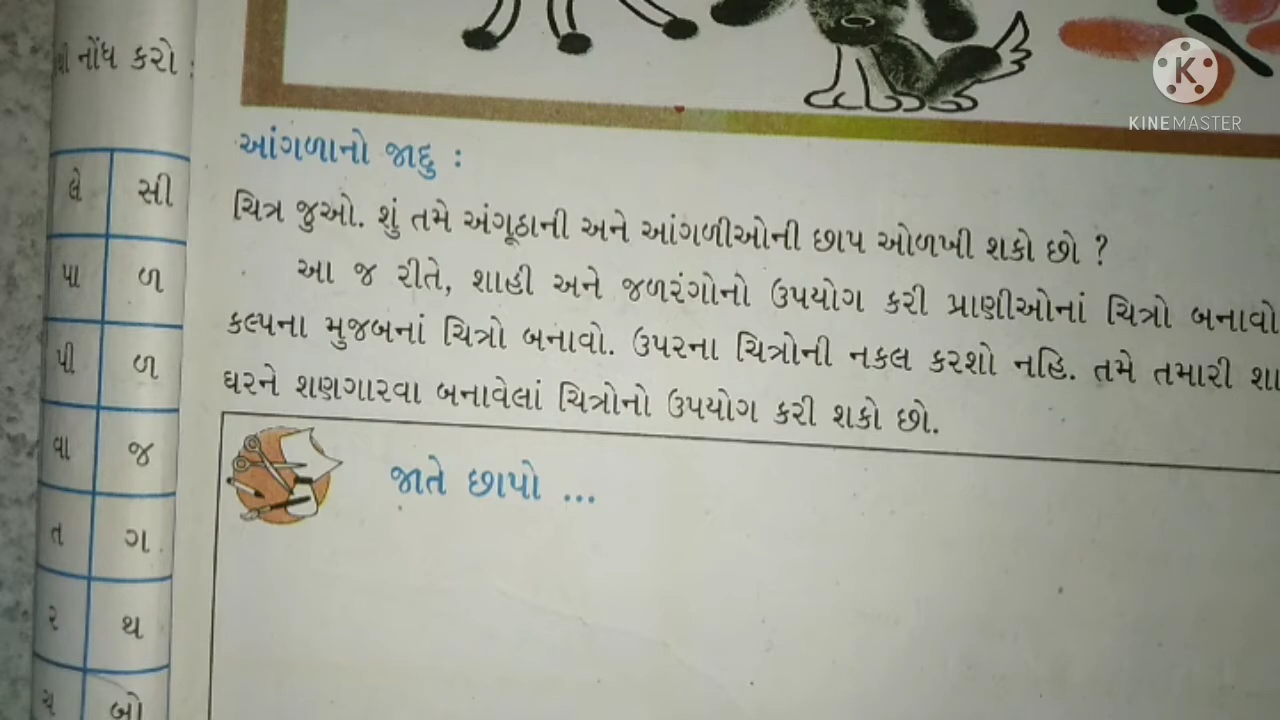 નોંધ કરો :
લે સી
પા ળ
પી ળ
વા જ
ત ગ
ર થ
ચ બો
KINEMASTER
આંગળાનો જાદુ :
ચિત્ર જુઓ. શું તમે અંગૂઠાની અને આંગળીઓની છાપ ઓળખી શકો છો ?
આ જ રીતે, શાહી અને જળરંગોનો ઉપયોગ કરી પ્રાણીઓનાં ચિત્રો બનાવો
કલ્પના મુજબનાં ચિત્રો બનાવો. ઉપરના ચિત્રોની નકલ કરશો નહિ. તમે તમારી શા
ઘરને શણગારવા બનાવેલાં ચિત્રોનો ઉપયોગ કરી શકો છો.
જાતે છાપો ...